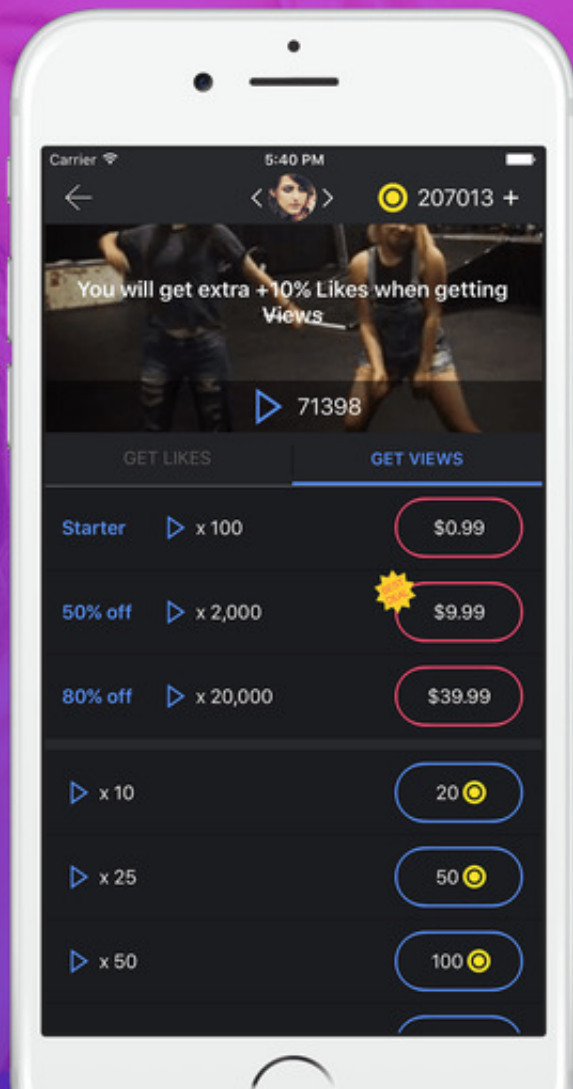 Carrier
5:40 PM
< >
207013 +
You will get extra +10% Likes when getting
Views
71398
GET LIKES
GET VIEWS
Starter x 100 $0.99
BEST
DEAL
50% off x 2,000 $9.99
80% off x 20,000 $39.99
x 10 20
x 25 50
x 50 100